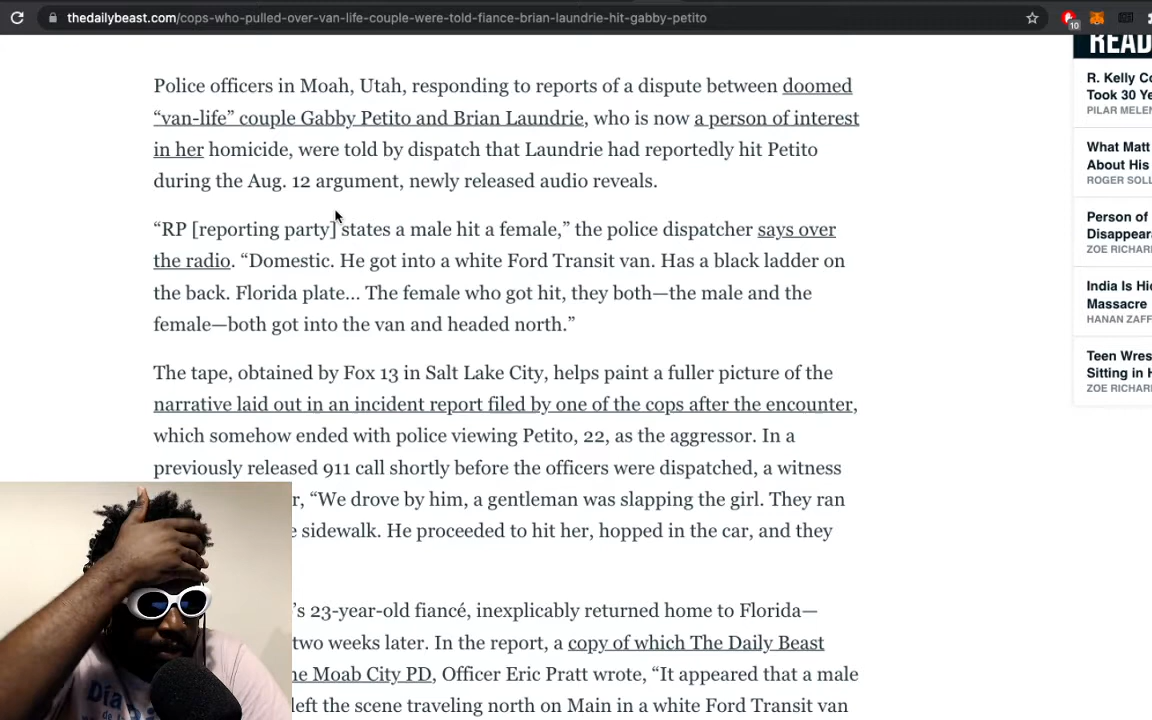 thedailybeast.com/cops-who-pulled-over-van-life-couple-were-told-fiance-brian-laundrie-hit-gabby-petito
10
READ
Police officers in Moah, Utah, responding to reports of a dispute between doomed
“van-life” couple Gabby Petito and Brian Laundrie, who is now a person of interest
in her homicide, were told by dispatch that Laundrie had reportedly hit Petito
during the Aug. 12 argument, newly released audio reveals.
“RP [reporting party] states a male hit a female,” the police dispatcher says over
the radio. “Domestic. He got into a white Ford Transit van. Has a black ladder on
the back. Florida plate… The female who got hit, they both—the male and the
female—both got into the van and headed north.”
The tape, obtained by Fox 13 in Salt Lake City, helps paint a fuller picture of the
narrative laid out in an incident report filed by one of the cops after the encounter,
which somehow ended with police viewing Petito, 22, as the aggressor. In a
previously released 911 call shortly before the officers were dispatched, a witness
r, “We drove by him, a gentleman was slapping the girl. They ran
e sidewalk. He proceeded to hit her, hopped in the car, and they
’s 23-year-old fiancé, inexplicably returned home to Florida—
two weeks later. In the report, a copy of which The Daily Beast
he Moab City PD, Officer Eric Pratt wrote, “It appeared that a male
left the scene traveling north on Main in a white Ford Transit van
R. Kelly Co
Took 30 Ye
PILAR MELEN
What Matt
About His
ROGER SOLL
Person of
Disappear
ZOE RICHAR
India Is Hid
Massacre
HANAN ZAFF
Teen Wres
Sitting in H
ZOE RICHAR
Día
de